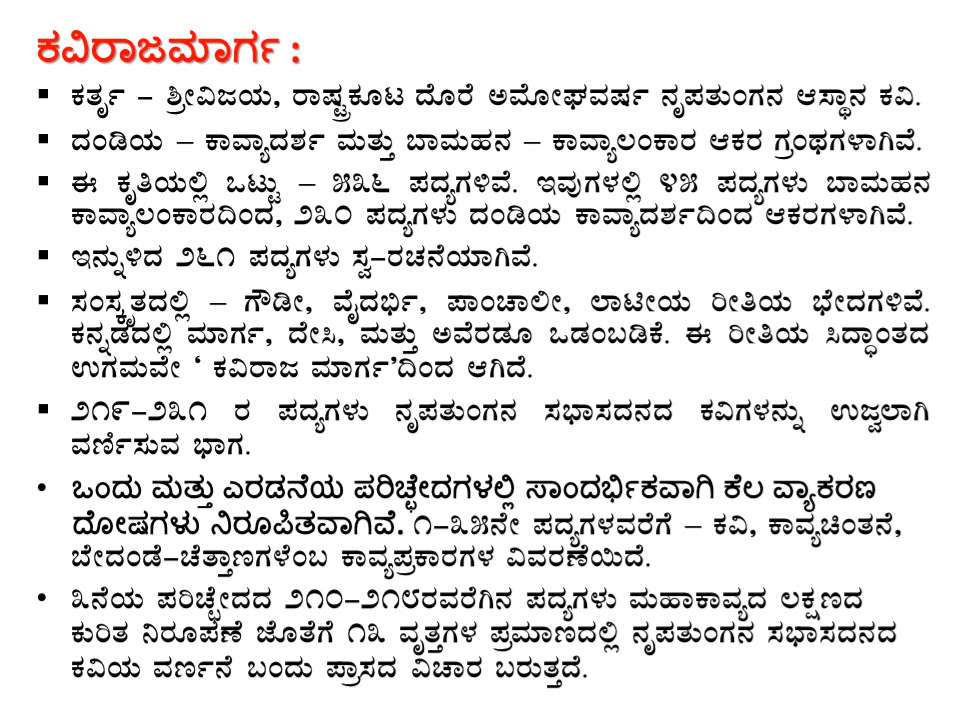 ಕವಿರಾಜಮಾರ್ಗ :
▪ ಕರ್ತೃ – ಶ್ರೀವಿಜಯ, ರಾಷ್ಟ್ರಕೂಟ ದೊರೆ ಅಮೋಘವರ್ಷ ನೃಪತುಂಗನ ಆಸ್ಥಾನ ಕವಿ.
▪ ದಂಡಿಯ – ಕಾವ್ಯಾದರ್ಶ ಮತ್ತು ಬಾಮಹನ – ಕಾವ್ಯಾಲಂಕಾರ ಆಕರ ಗ್ರಂಥಗಳಾಗಿವೆ.
▪ ಈ ಕೃತಿಯಲ್ಲಿ ಒಟ್ಟು – ೫೩೬ ಪದ್ಯಗಳಿವೆ. ಇವುಗಳಲ್ಲಿ ೪೫ ಪದ್ಯಗಳು ಬಾಮಹನ
ಕಾವ್ಯಾಲಂಕಾರದಿಂದ, ೨೩೦ ಪದ್ಯಗಳು ದಂಡಿಯ ಕಾವ್ಯಾದರ್ಶದಿಂದ ಆಕರಗಳಾಗಿವೆ.
▪ ಇನ್ನುಳಿದ ೨೬೧ ಪದ್ಯಗಳು ಸ್ವ-ರಚನೆಯಾಗಿವೆ.
▪ ಸಂಸ್ಕೃತದಲ್ಲಿ – ಗೌಡೀ, ವೈದರ್ಭಿ, ಪಾಂಚಾಲೀ, ಲಾಟೀಯ ರೀತಿಯ ಭೇದಗಳಿವೆ.
ಕನ್ನಡದಲ್ಲಿ ಮಾರ್ಗ, ದೇಸಿ, ಮತ್ತು ಅವೆರಡೂ ಒಡಂಬಡಿಕೆ. ಈ ರೀತಿಯ ಸಿದ್ಧಾಂತದ
ಉಗಮವೇ ‘ ಕವಿರಾಜ ಮಾರ್ಗ’ದಿಂದ ಆಗಿದೆ.
▪ ೨೧೯-೨೩೧ ರ ಪದ್ಯಗಳು ನೃಪತುಂಗನ ಸಭಾಸದನದ ಕವಿಗಳನ್ನು ಉಜ್ವಲಾಗಿ
ವರ್ಣಿಸುವ ಭಾಗ.
• ಒಂದು ಮತ್ತು ಎರಡನೆಯ ಪರಿಚ್ಛೇದಗಳಲ್ಲಿ ಸಾಂದರ್ಭಿಕವಾಗಿ ಕೆಲ ವ್ಯಾಕರಣ
ದೋಷಗಳು ನಿರೂಪಿತವಾಗಿವೆ. ೧-೩೫ನೇ ಪದ್ಯಗಳವರೆಗೆ – ಕವಿ, ಕಾವ್ಯಚಿಂತನೆ,
ಬೇದಂಡೆ-ಚೆತ್ತಾಣಗಳೆಂಬ ಕಾವ್ಯಪ್ರಕಾರಗಳ ವಿವರಣೆಯಿದೆ.
• ೩ನೆಯ ಪರಿಚ್ಛೇದದ ೨೧೦-೨೧೮ರವರೆಗಿನ ಪದ್ಯಗಳು ಮಹಾಕಾವ್ಯದ ಲಕ್ಷಣದ
ಕುರಿತ ನಿರೂಪಣೆ ಜೊತೆಗೆ ೧೩ ವೃತ್ತಗಳ ಪ್ರಮಾಣದಲ್ಲಿ ನೃಪತುಂಗನ ಸಭಾಸದನದ
ಕವಿಯ ವರ್ಣನೆ ಬಂದು ಪ್ರಾಸದ ವಿಚಾರ ಬರುತ್ತದೆ.